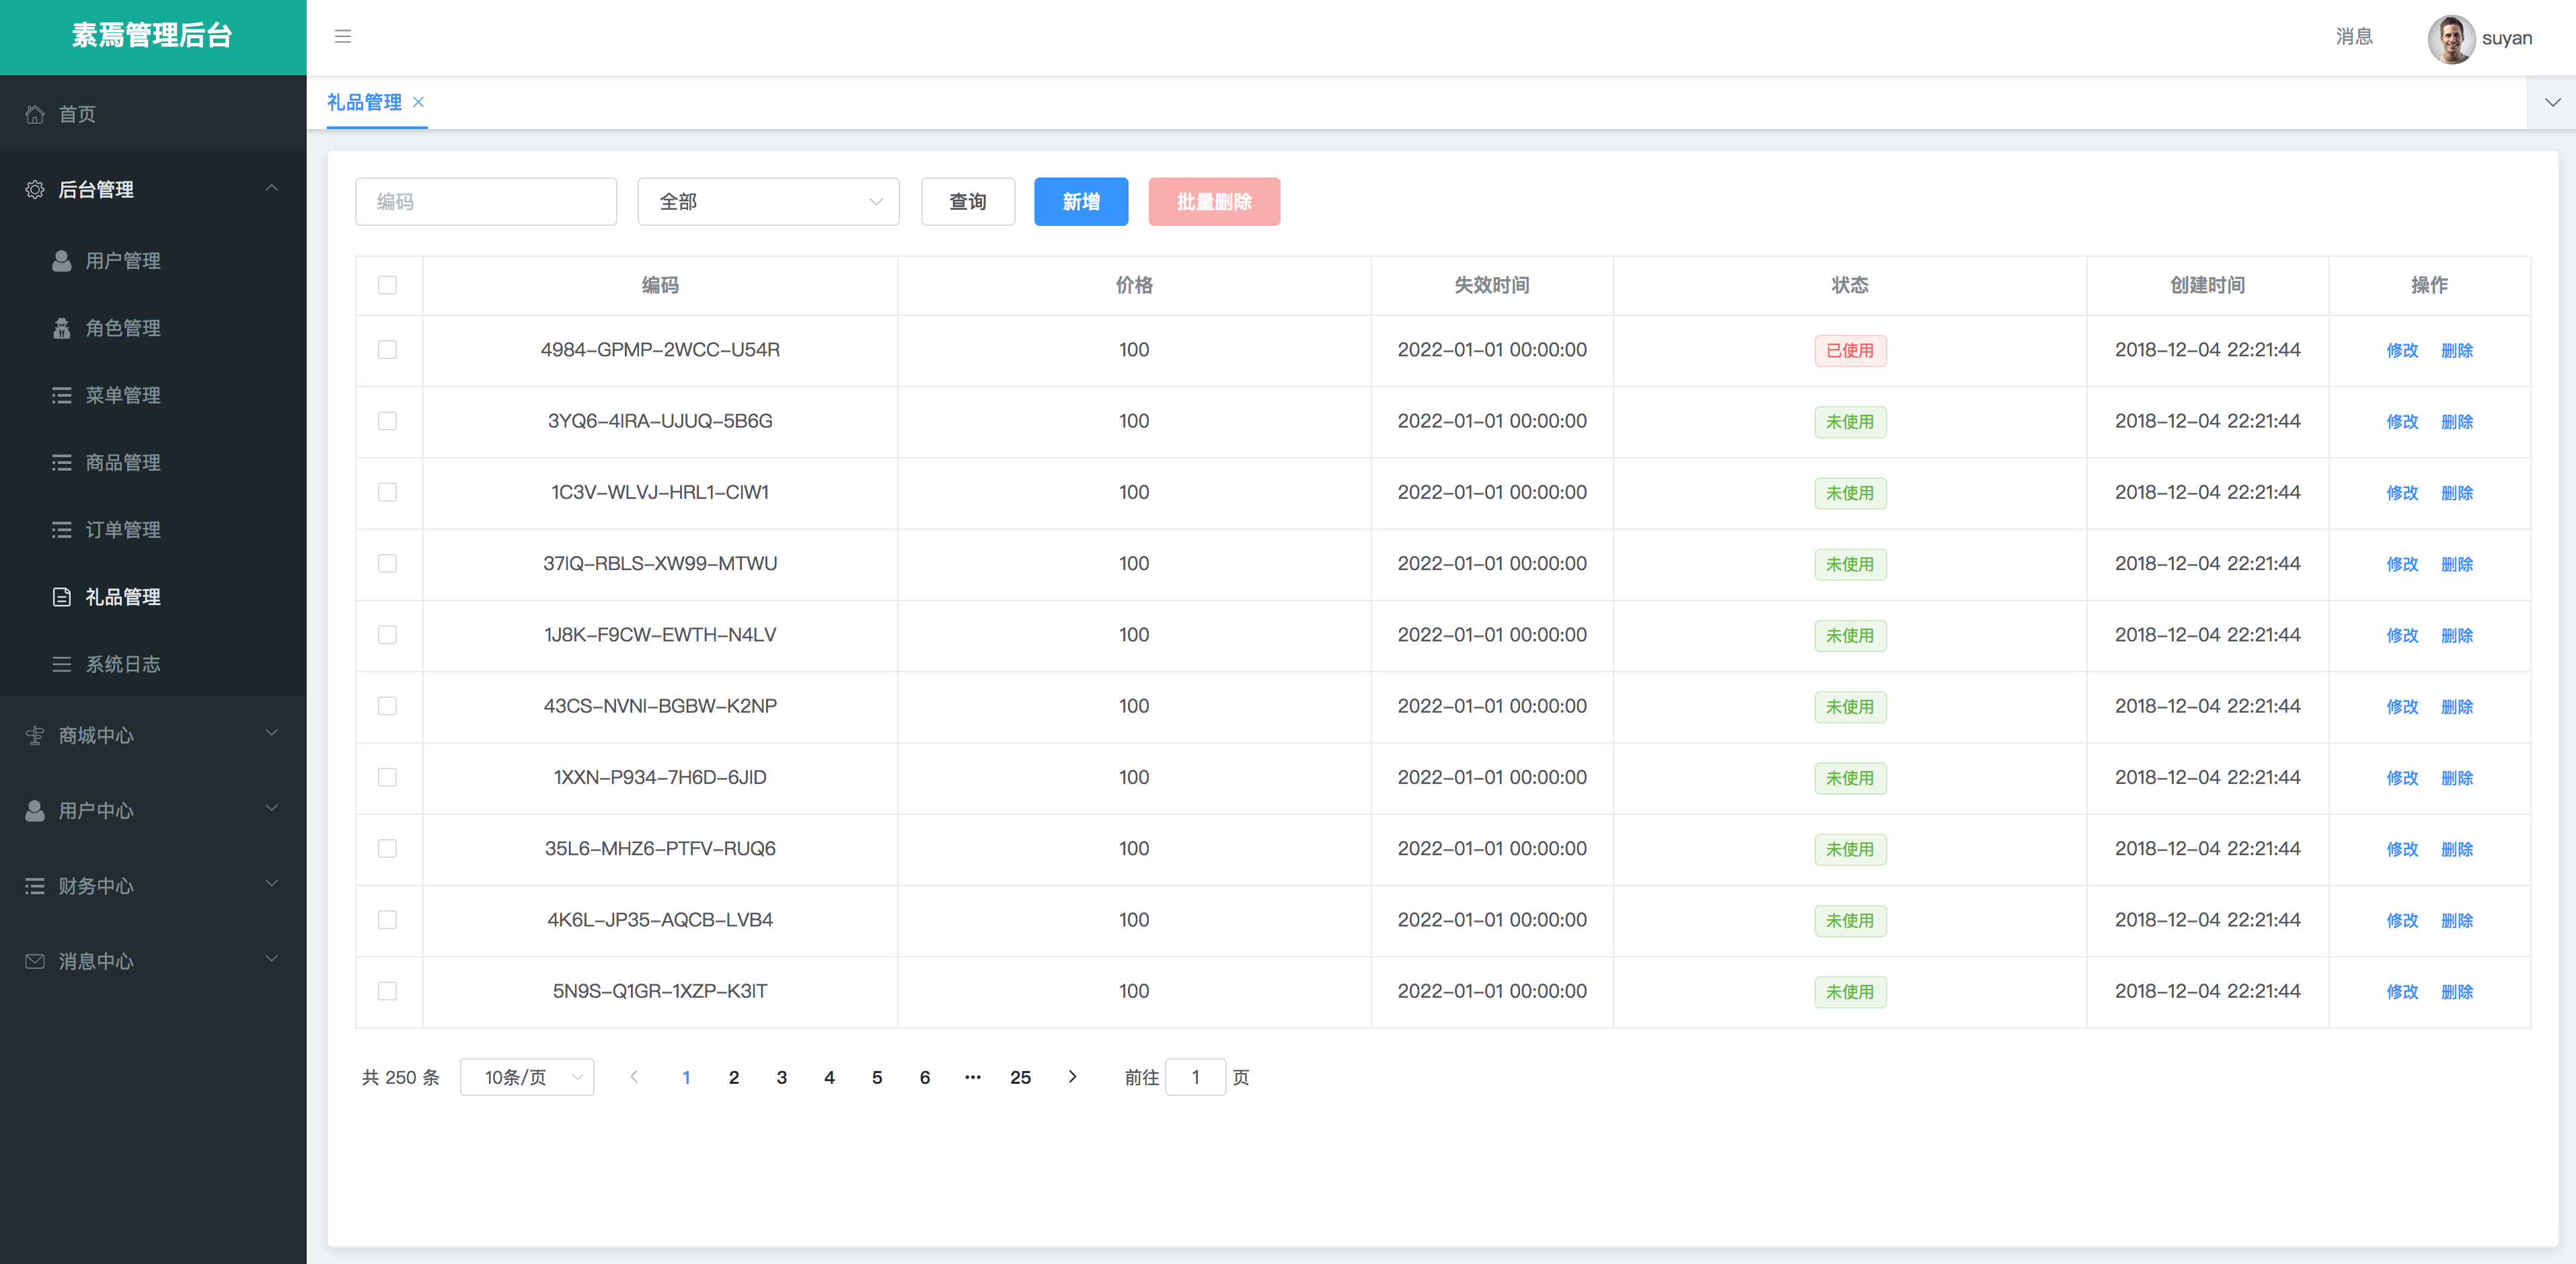 素焉管理后台
消息
suyan
首页
后台管理
用户管理
角色管理
菜单管理
商品管理
订单管理
礼品管理
系统日志
商城中心
用户中心
财务中心
消息中心
礼品管理
编码 全部 查询 新增 批量删除
编码 价格 失效时间 状态 创建时间 操作
4984-GPMP-2WCC-U54R 100 2022-01-01 00:00:00 已使用 2018-12-04 22:21:44 修改 删除
3YQ6-4IRA-UJUQ-5B6G 100 2022-01-01 00:00:00 未使用 2018-12-04 22:21:44 修改 删除
1C3V-WLVJ-HRL1-CIW1 100 2022-01-01 00:00:00 未使用 2018-12-04 22:21:44 修改 删除
37IQ-RBLS-XW99-MTWU 100 2022-01-01 00:00:00 未使用 2018-12-04 22:21:44 修改 删除
1J8K-F9CW-EWTH-N4LV 100 2022-01-01 00:00:00 未使用 2018-12-04 22:21:44 修改 删除
43CS-NVNI-BGBW-K2NP 100 2022-01-01 00:00:00 未使用 2018-12-04 22:21:44 修改 删除
1XXN-P934-7H6D-6JID 100 2022-01-01 00:00:00 未使用 2018-12-04 22:21:44 修改 删除
35L6-MHZ6-PTFV-RUQ6 100 2022-01-01 00:00:00 未使用 2018-12-04 22:21:44 修改 删除
4K6L-JP35-AQCB-LVB4 100 2022-01-01 00:00:00 未使用 2018-12-04 22:21:44 修改 删除
5N9S-Q1GR-1XZP-K3IT 100 2022-01-01 00:00:00 未使用 2018-12-04 22:21:44 修改 删除
共 250 条 10条/页 1 2 3 4 5 6 ··· 25 前往 1 页